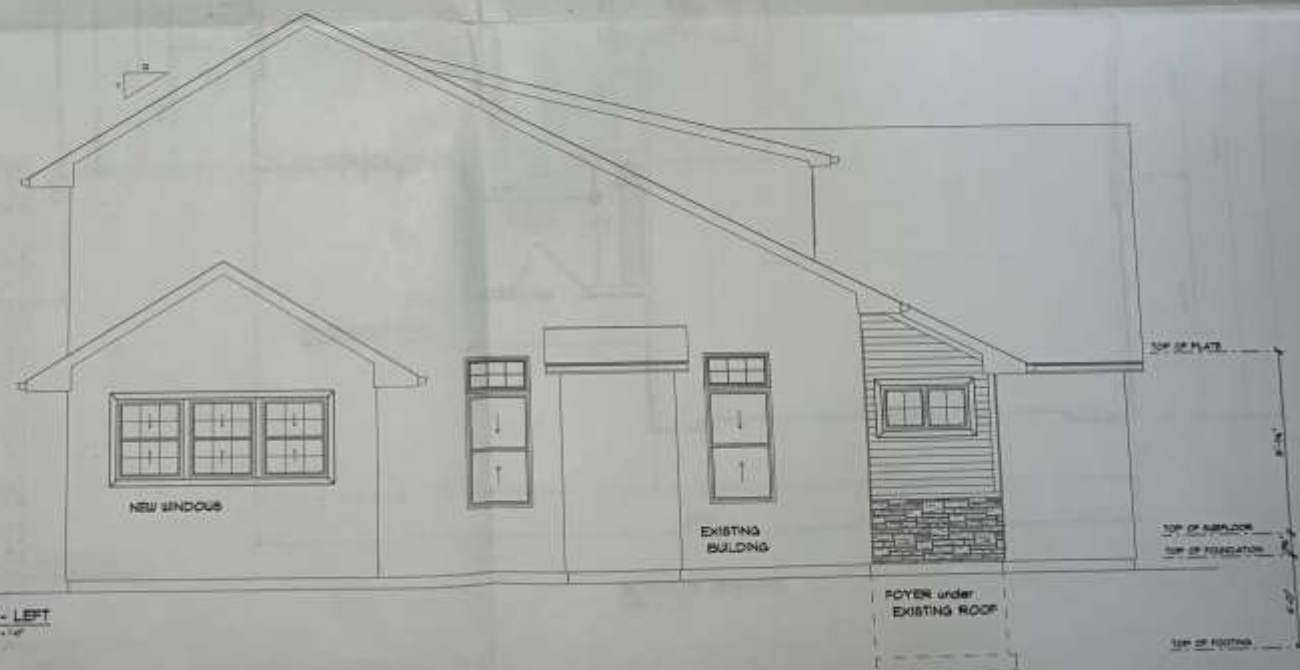 TOP OF PLATE
NEW WINDOWS
EXISTING
BUILDING
TOP OF SUBFLOOR
TOP OF FOUNDATION
FOYER under
EXISTING ROOF
- LEFT
TOP OF FOOTING